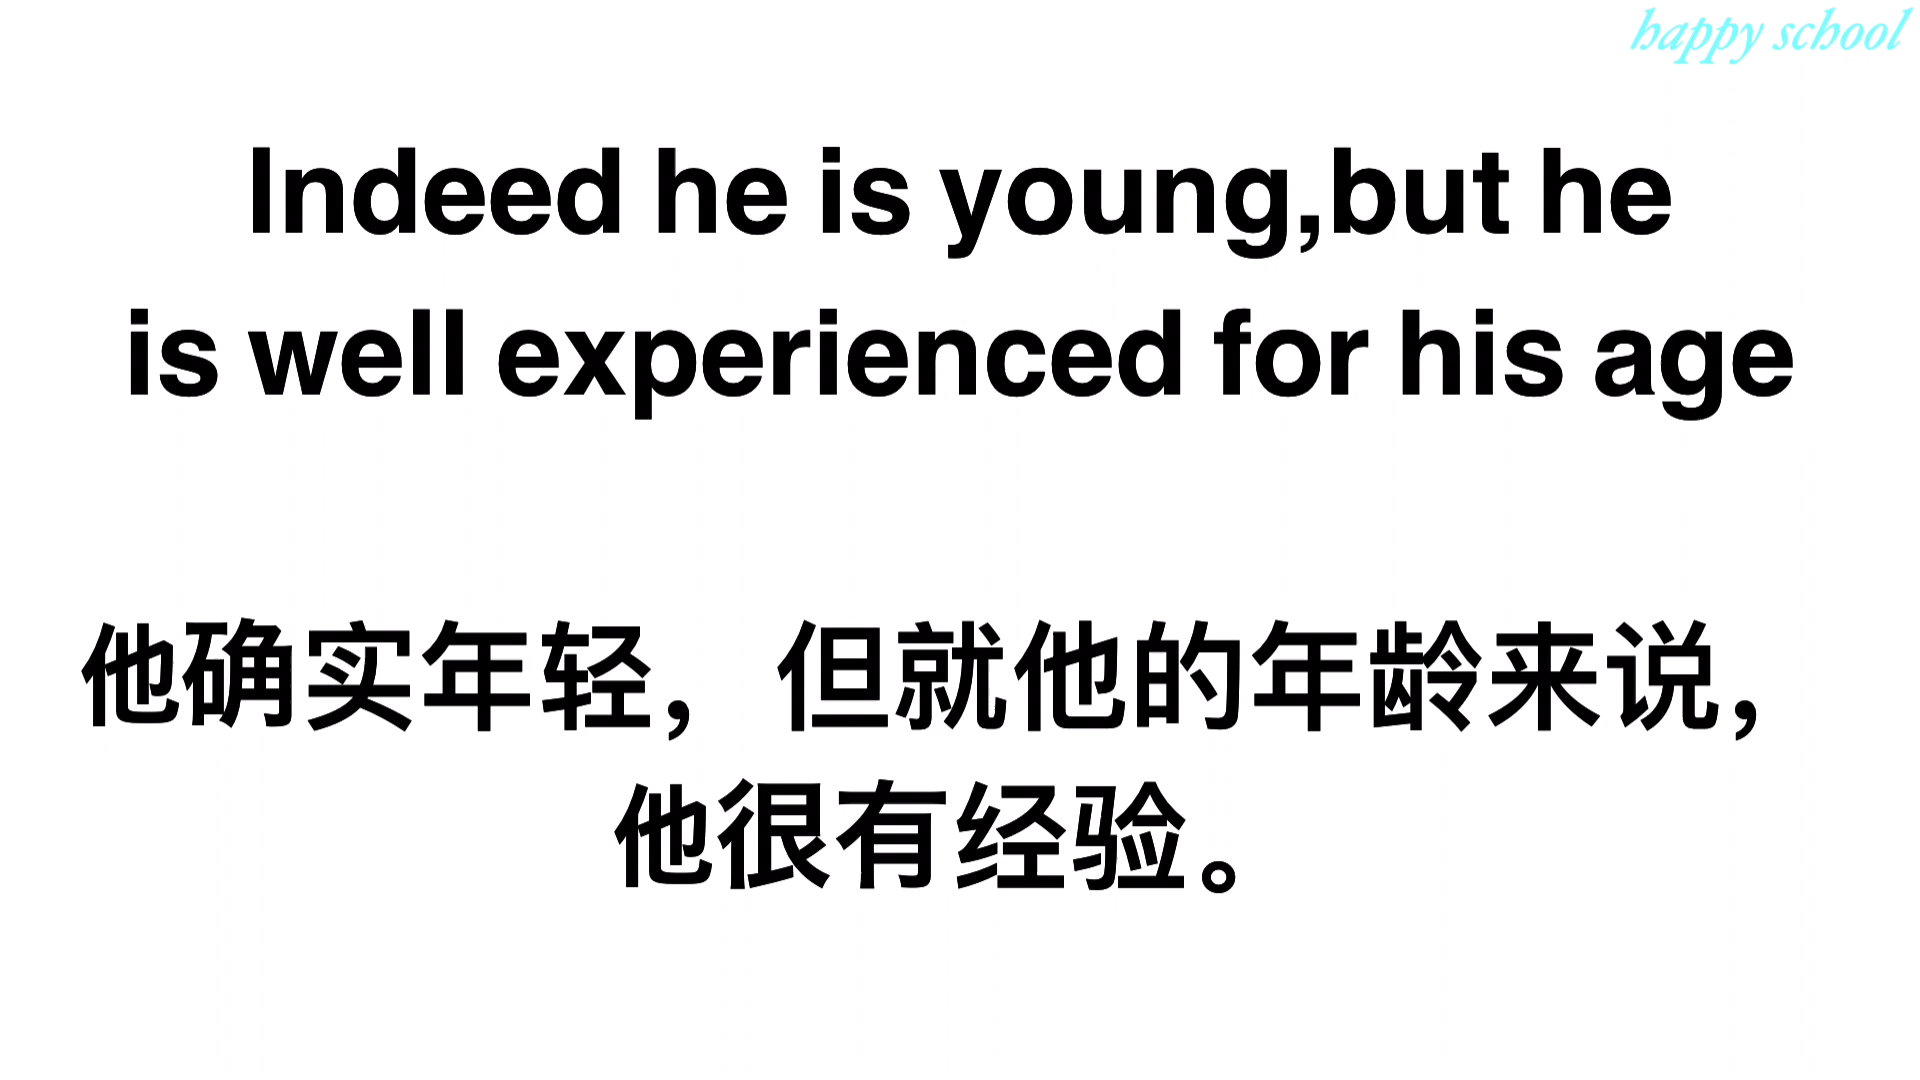 happy school
Indeed he is young,but he
is well experienced for his age
他确实年轻，但就他的年龄来说，
他很有经验。